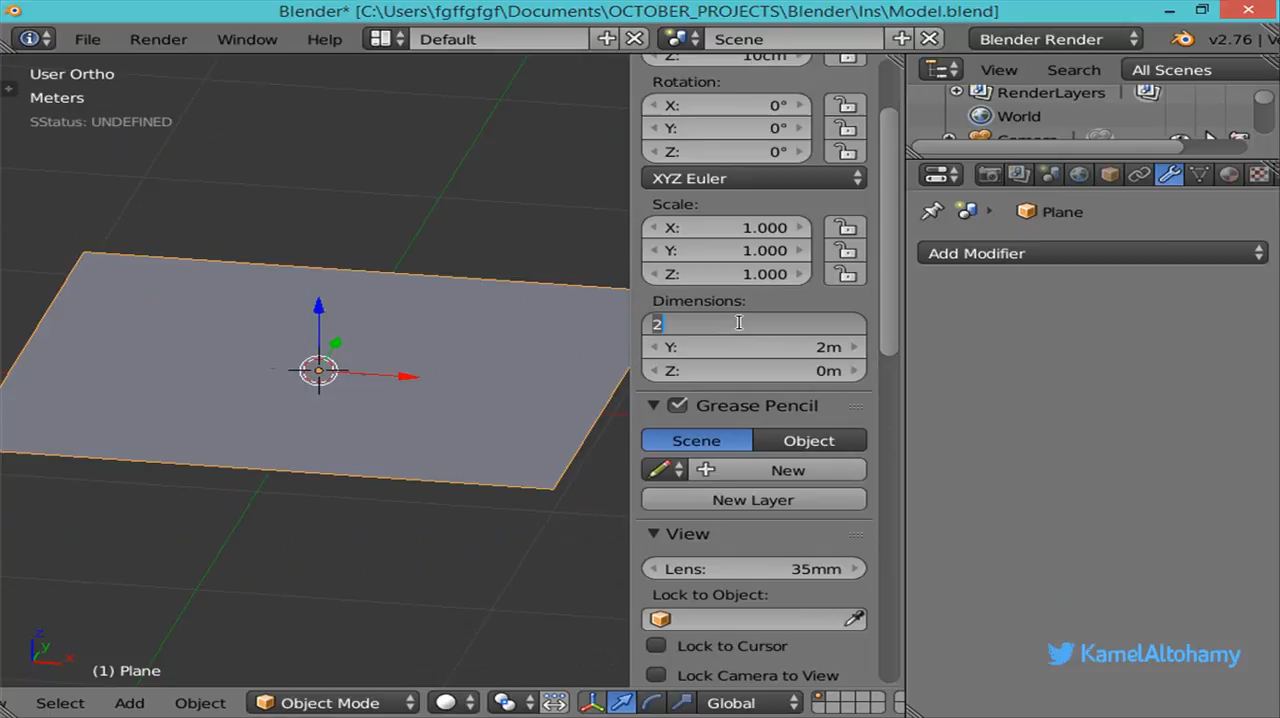 Blender* [C:\Users\fgffgfgf\Documents\OCTOBER_PROJECTS\Blender\Ins\Model.blend]
File Render Window Help Default Scene Blender Render v2.76
User Ortho
Meters
SStatus: UNDEFINED
Z: 10cm
Rotation:
X: 0°
Y: 0°
Z: 0°
XYZ Euler
Scale:
X: 1.000
Y: 1.000
Z: 1.000
Dimensions:
2
Y: 2m
Z: 0m
Grease Pencil
Scene Object
New
New Layer
View
Lens: 35mm
Lock to Object:
Lock to Cursor
Lock Camera to View
View Search All Scenes
RenderLayers
World
Camera
Plane
Add Modifier
KamelAltohamy
(1) Plane
Select Add Object Object Mode Global